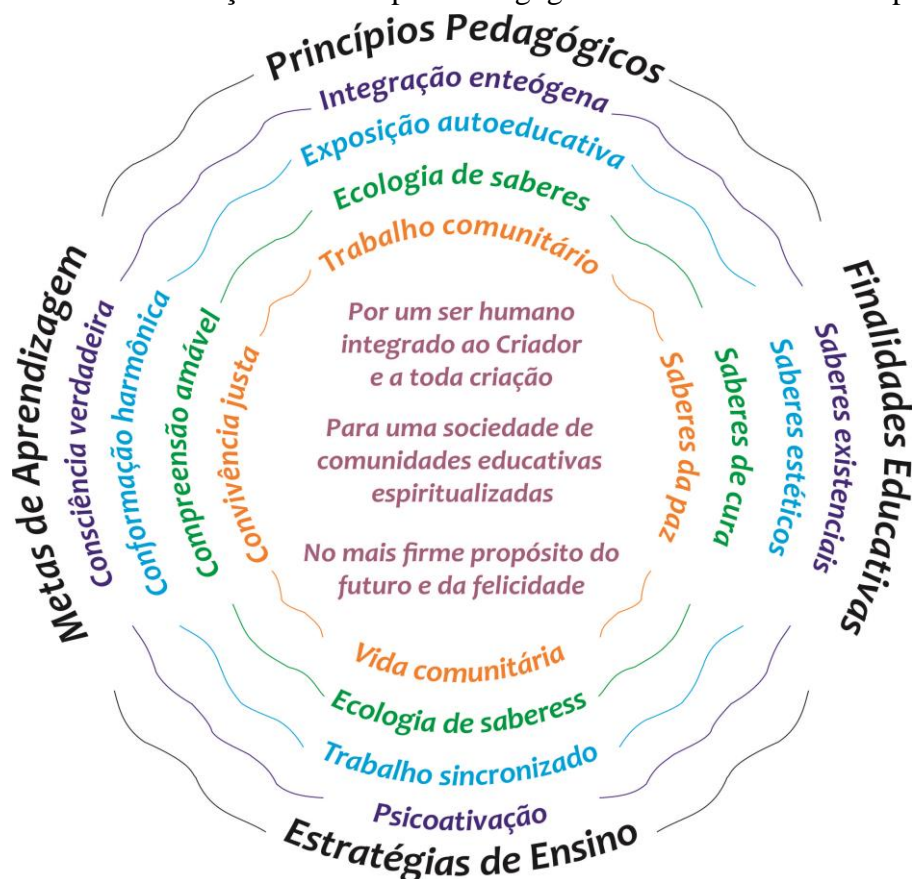 Princípios Pedagógicos
Integração enteógena
Exposição autoeducativa
Ecologia de saberes
Trabalho comunitário
Metas de Aprendizagem
Consciência verdadeira
Conformação harmônica
Compreensão amável
Convivência justa
Por um ser humano
integrado ao Criador
e a toda criação
Para uma sociedade de
comunidades educativas
espiritualizadas
No mais firme propósito do
futuro e da felicidade
Saberes da paz
Saberes de cura
Saberes estéticos
Saberes existenciais
Finalidades Educativas
Vida comunitária
Ecologia de saberess
Trabalho sincronizado
Psicoativação
Estratégias de Ensino